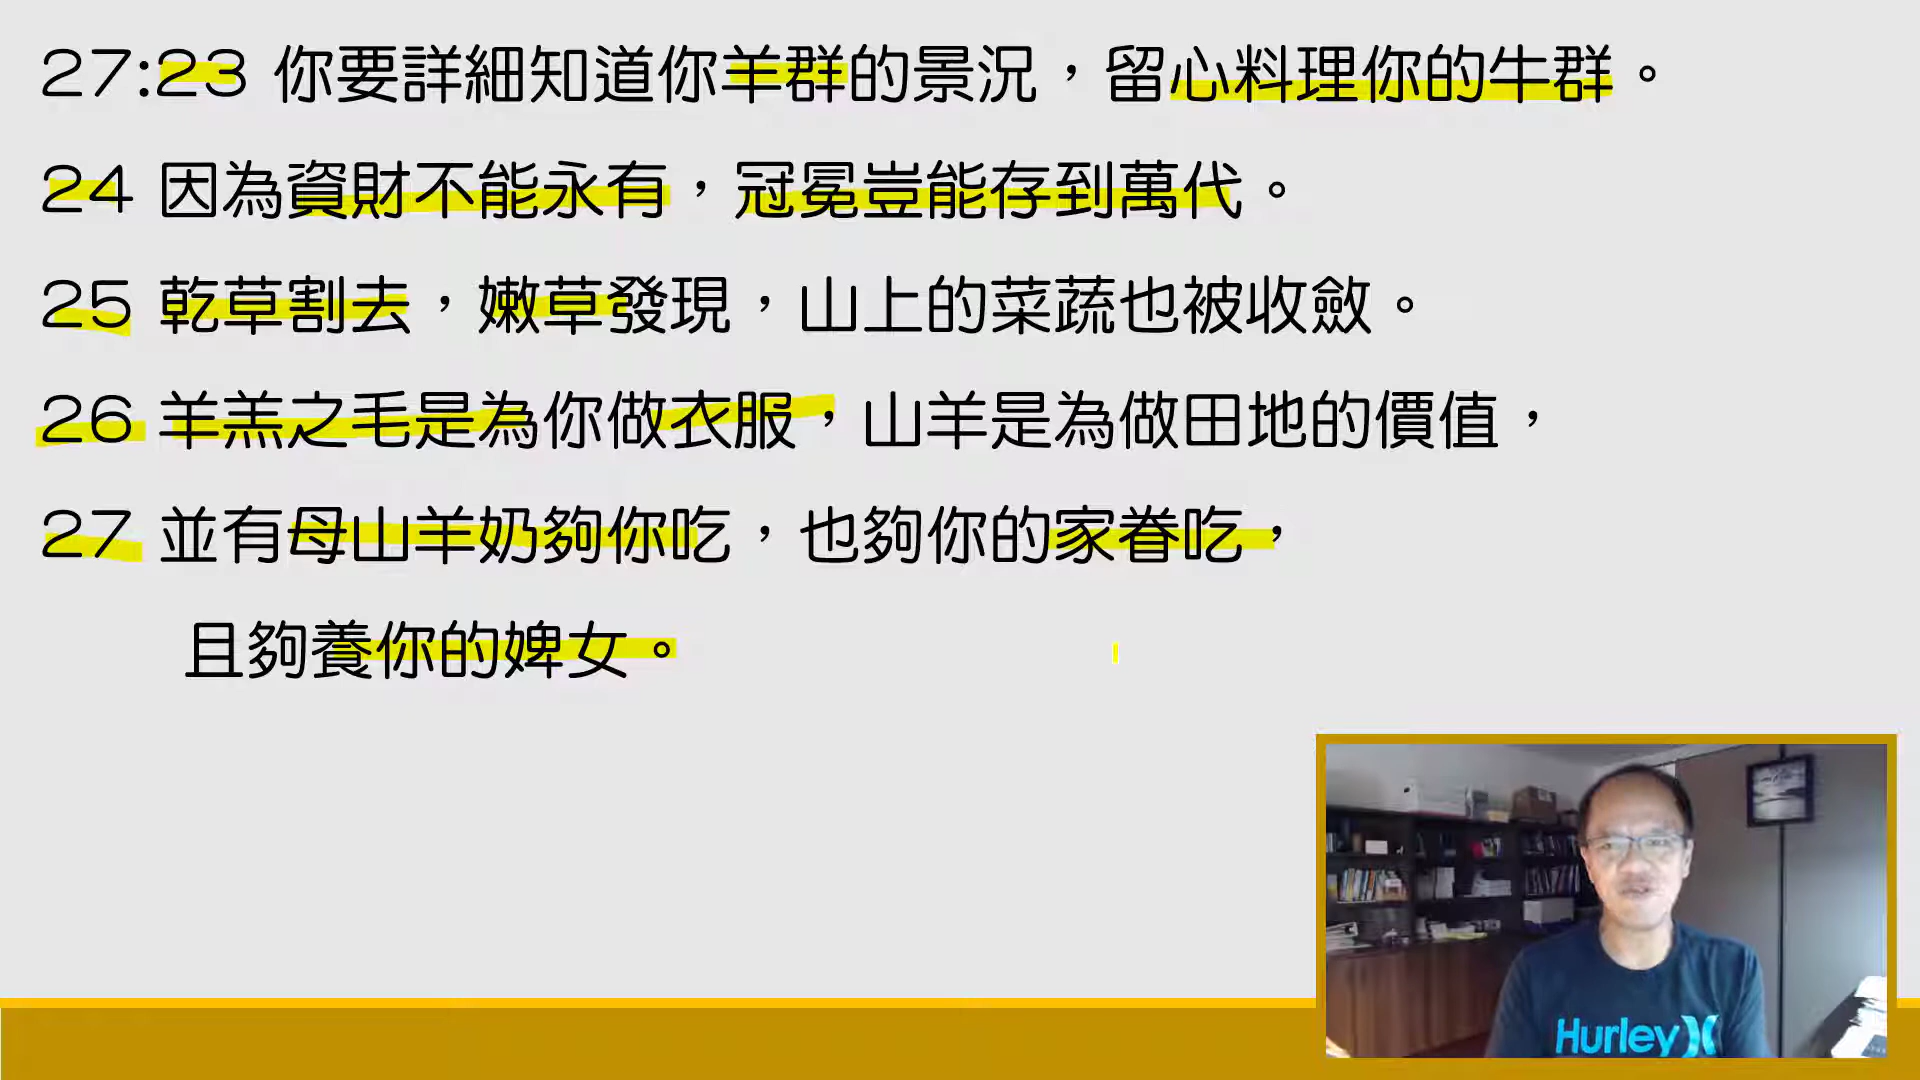 27:23 你要詳細知道你羊群的景況，留心料理你的牛群。
24 因為資財不能永有，冠冕豈能存到萬代。
25 乾草割去，嫩草發現，山上的菜蔬也被收斂。
26 羊羔之毛是為你做衣服，山羊是為做田地的價值，
27 並有母山羊奶夠你吃，也夠你的家眷吃，
且夠養你的婢女。
Hurley